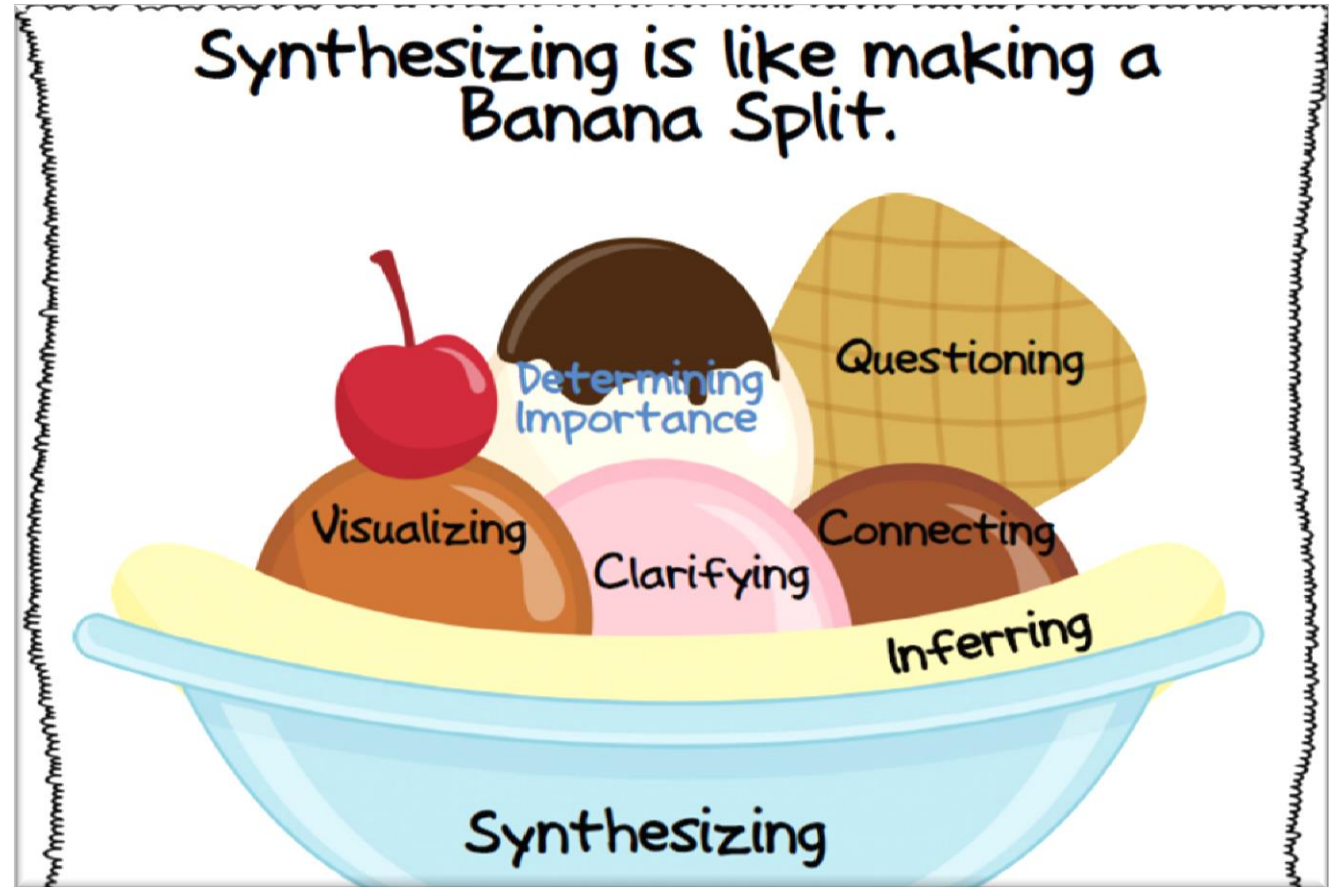 Synthesizing is like making a
Banana Split.
Determining
Importance
Questioning
Visualizing
Clarifying
Connecting
Inferring
Synthesizing